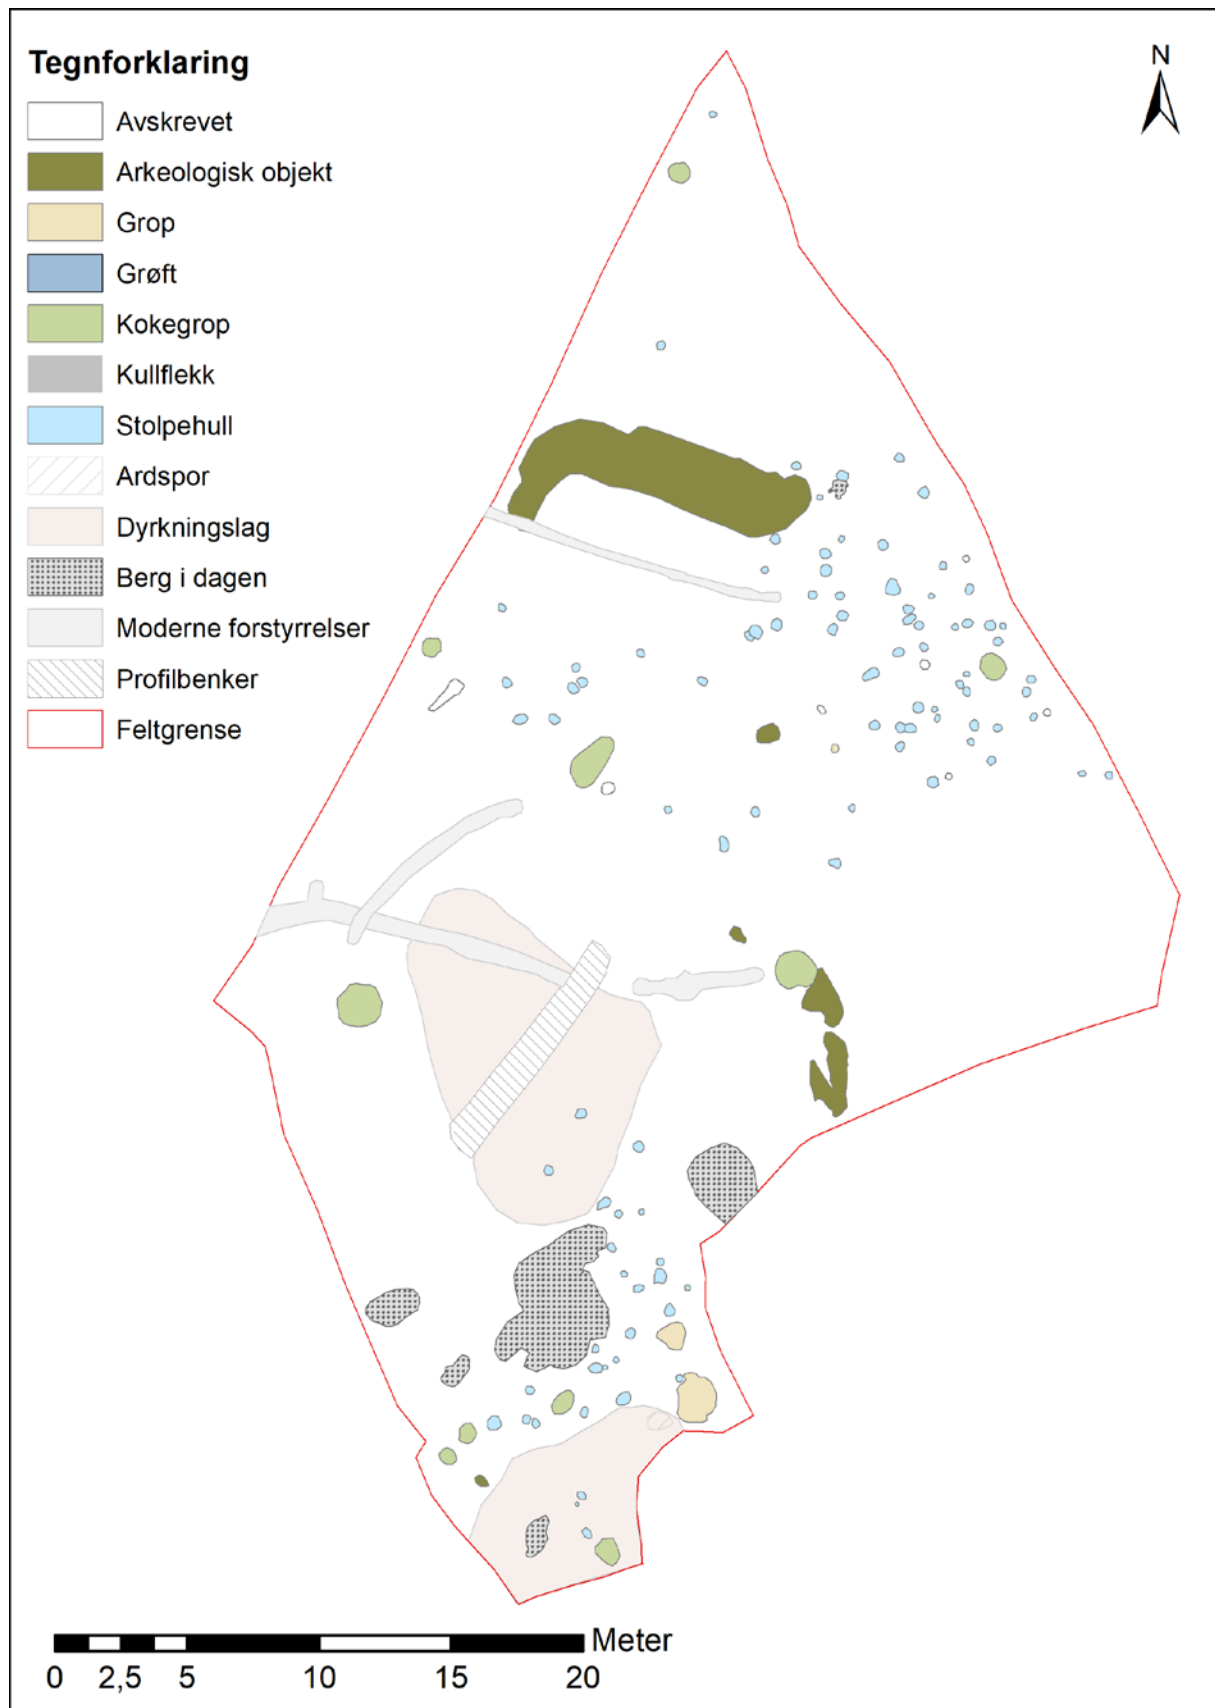 Tegnforklaring
N
Avskrevet
Arkeologisk objekt
Grop
Grøft
Kokegrop
Kullflekk
Stolpehull
Ardspor
Dyrkningslag
Berg i dagen
Moderne forstyrrelser
Profilbenker
Feltgrense
Meter
0 2,5 5 10 15 20